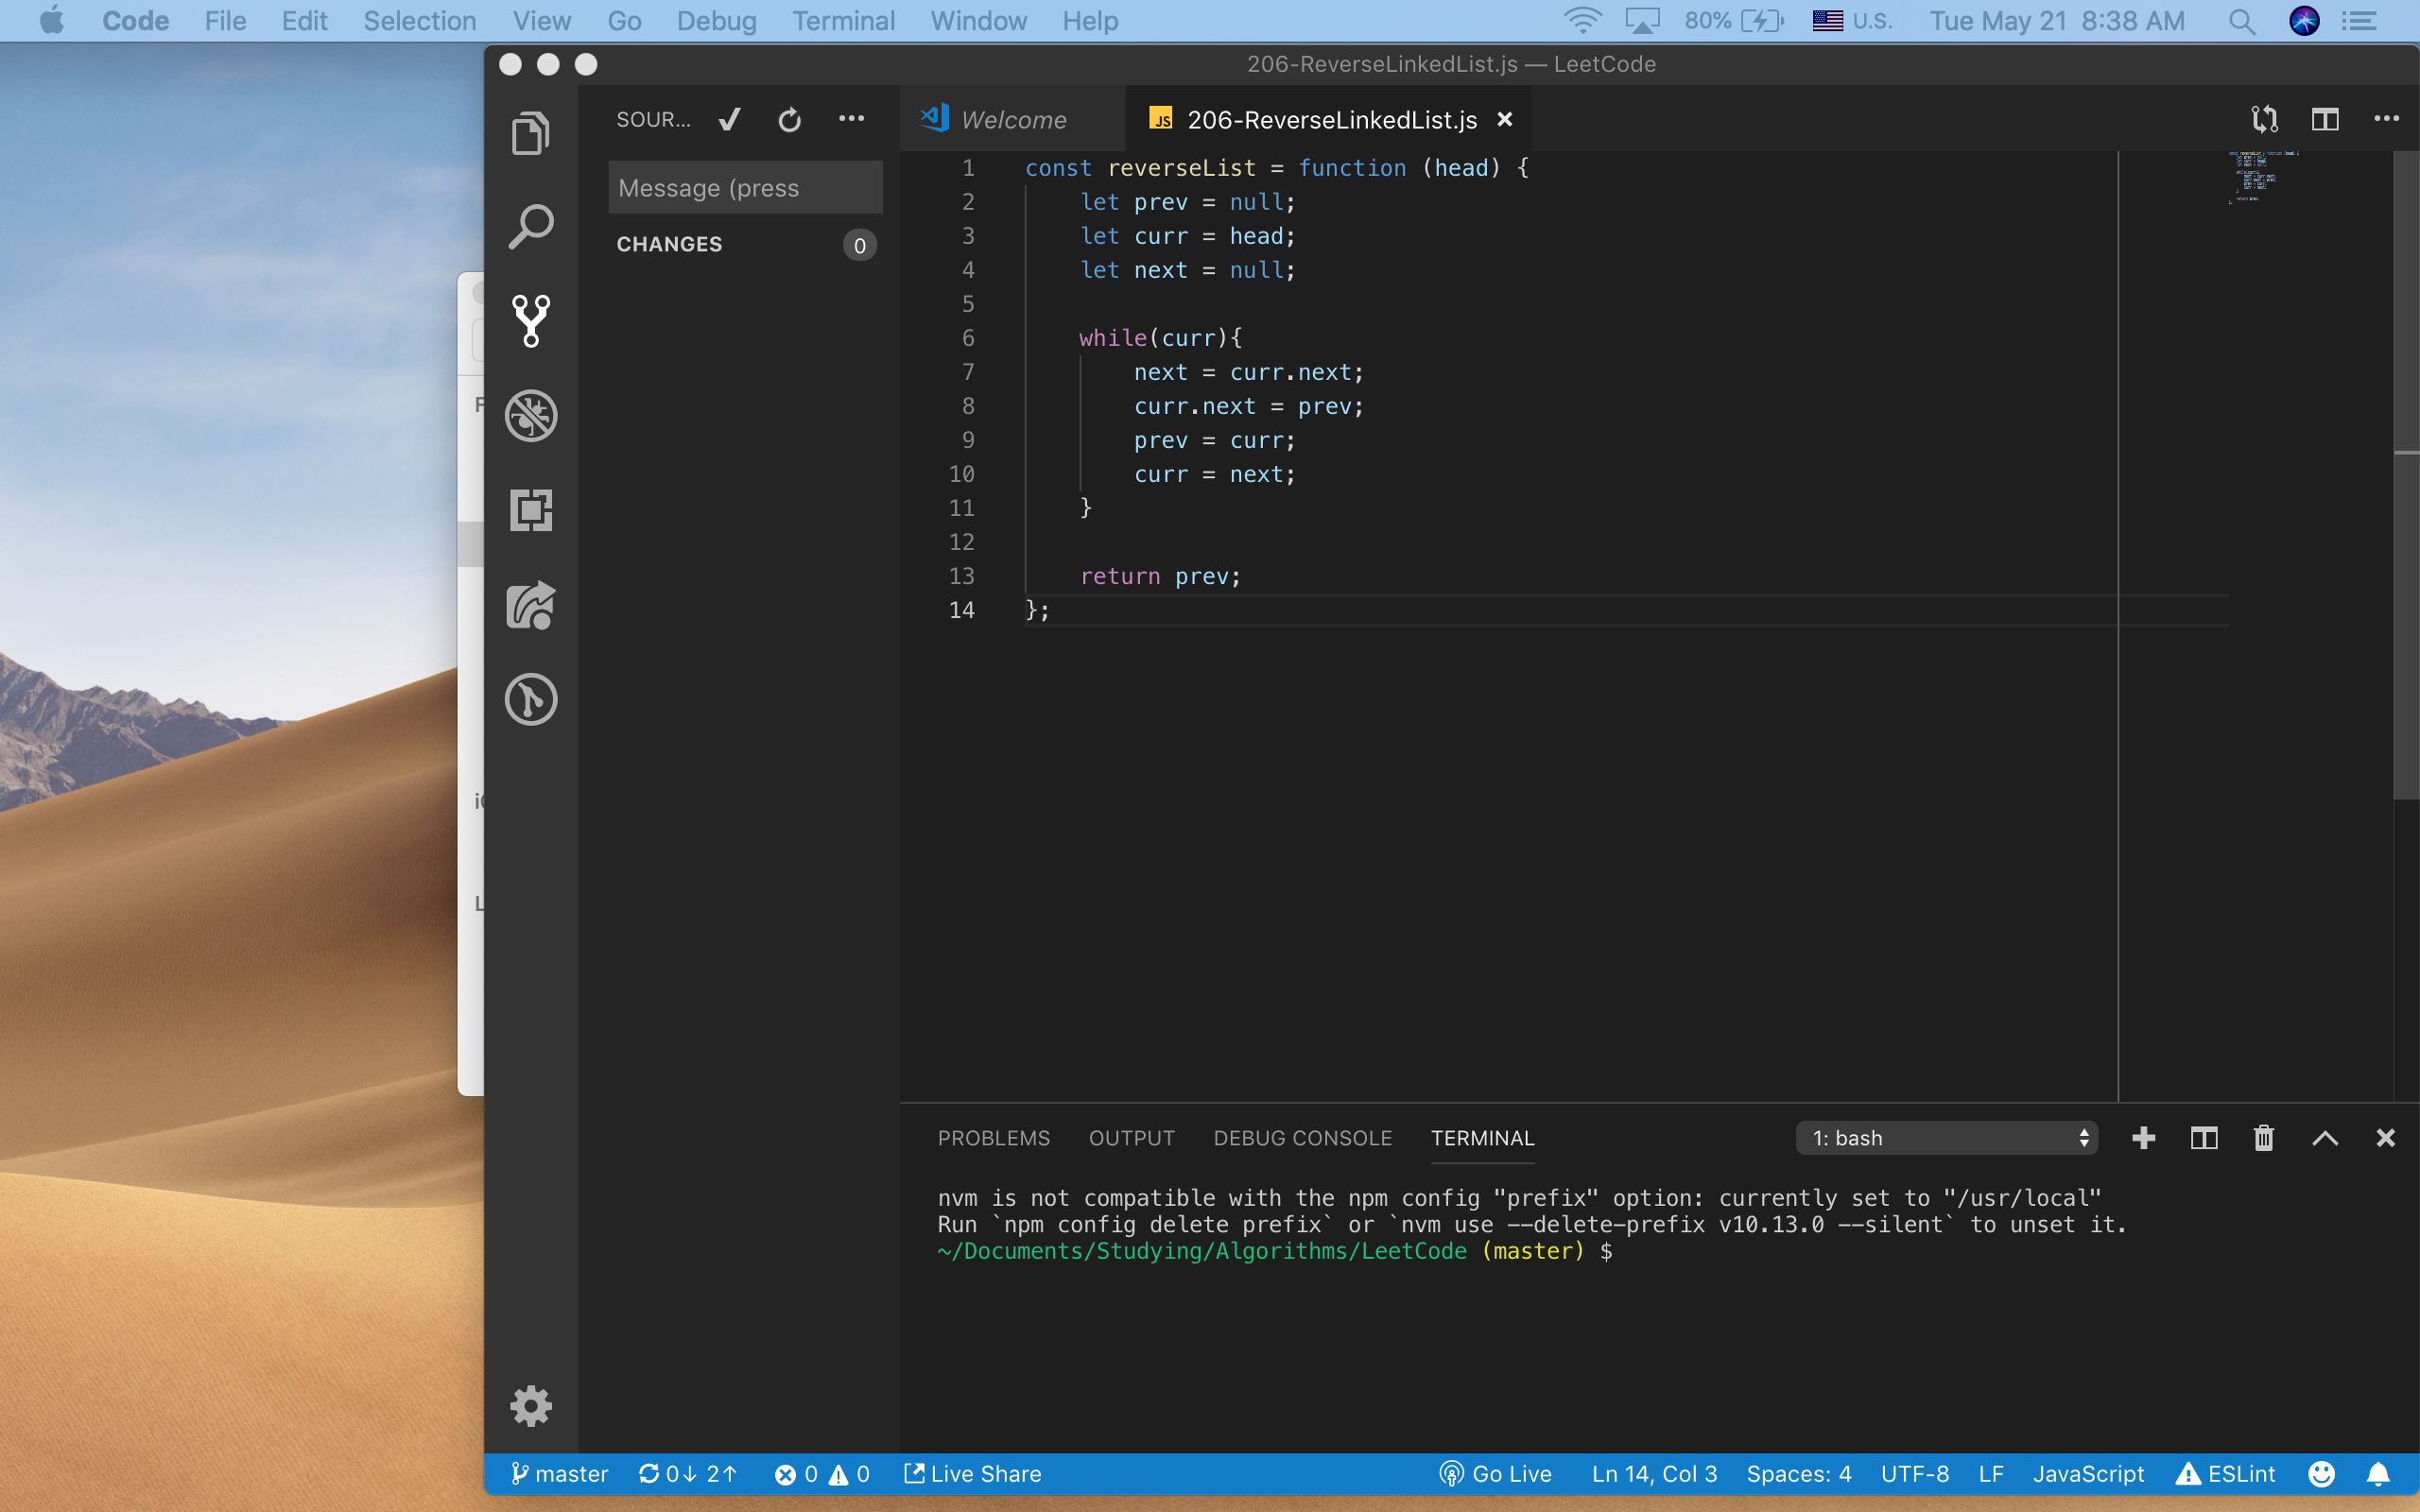 Code File Edit Selection View Go Debug Terminal Window Help 80% U.S. Tue May 21 8:38 AM
206-ReverseLinkedList.js — LeetCode
SOUR...
Welcome
JS 206-ReverseLinkedList.js
Message (press
CHANGES 0
1 const reverseList = function (head) {
2 let prev = null;
3 let curr = head;
4 let next = null;
5
6 while(curr){
7 next = curr.next;
8 curr.next = prev;
9 prev = curr;
10 curr = next;
11 }
12
13 return prev;
14 };
PROBLEMS OUTPUT DEBUG CONSOLE TERMINAL 1: bash
nvm is not compatible with the npm config "prefix" option: currently set to "/usr/local"
Run `npm config delete prefix` or `nvm use --delete-prefix v10.13.0 --silent` to unset it.
~/Documents/Studying/Algorithms/LeetCode (master) $
master 0↓ 2↑ 0 0 Live Share Go Live Ln 14, Col 3 Spaces: 4 UTF-8 LF JavaScript ESLint